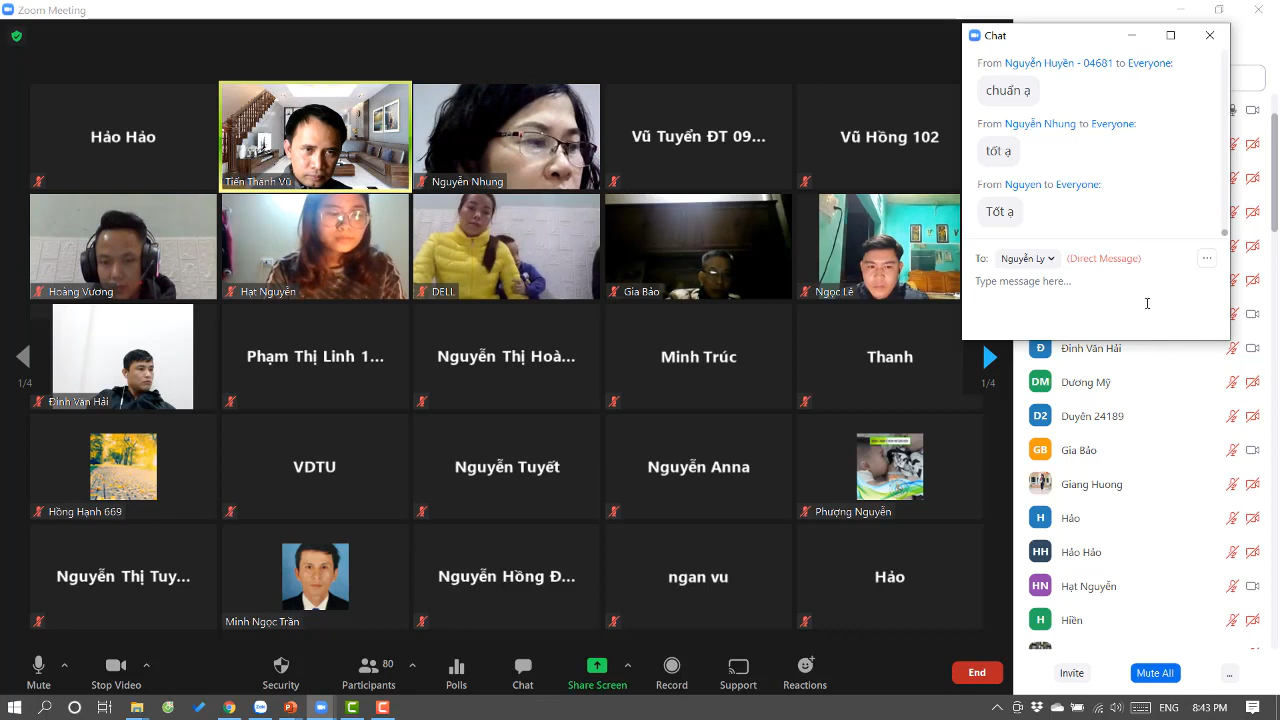 Zoom Meeting
Hảo Hảo
Tiến Thành Vũ
Nguyễn Nhung
Vũ Tuyển ĐT 09...
Vũ Hồng 102
Hoàng Vương
Hạt Nguyễn
DELL
Gia Bảo
Ngọc Lê
Đinh Văn Hải
Phạm Thị Linh 1...
Nguyễn Thị Hoà...
Minh Trúc
Thanh
1/4
1/4
Hồng Hạnh 669
VDTU
Nguyễn Tuyết
Nguyễn Anna
Phượng Nguyễn
Nguyễn Thị Tuy...
Minh Ngọc Trần
Nguyễn Hồng Đ...
ngan vu
Hảo
Chat
From Nguyễn Huyền - 04681 to Everyone:
chuẩn ạ
From Nguyễn Nhung to Everyone:
tốt ạ
From Nguyen to Everyone:
Tốt ạ
To: Nguyễn Ly (Direct Message)
Type message here...
Đinh Văn Hải
DM Dương Mỹ
D2 Duyên 24189
GB Gia Bảo
Giang Huong
H Hảo
HH Hảo Hảo
HN Hạt Nguyễn
H Hiền
Invite
Mute All
...
Mute
Stop Video
Security
Participants 80
Polls
Chat
Share Screen
Record
Support
Reactions
End
Zalo
ENG 8:43 PM